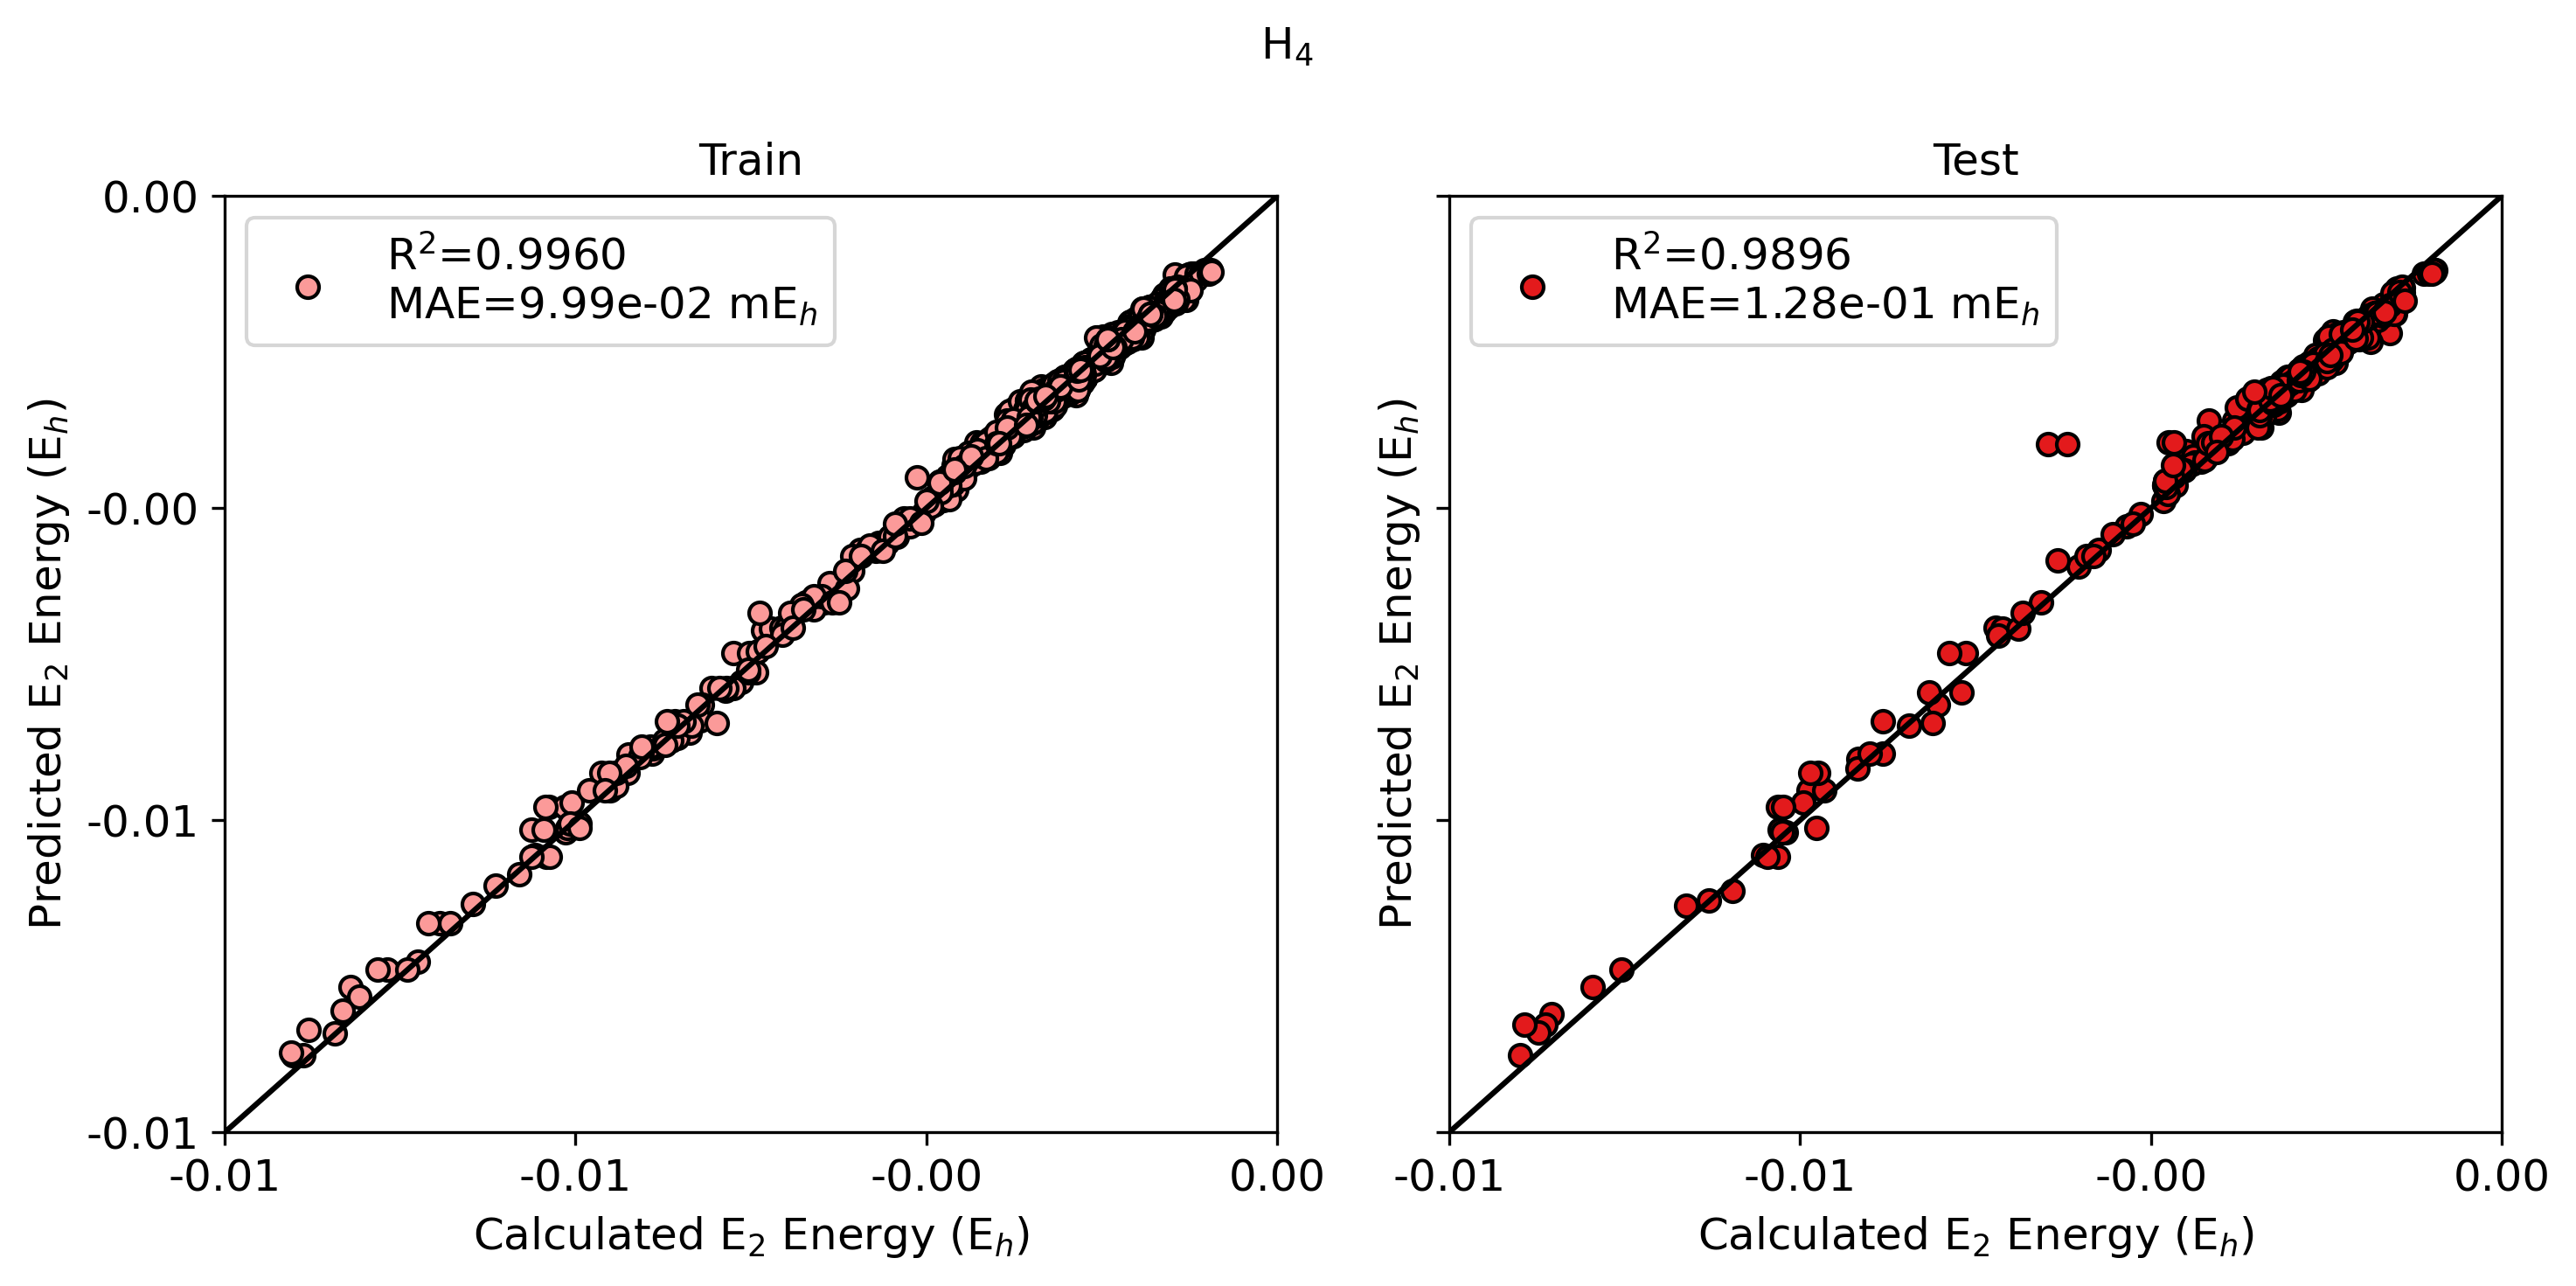 H₄
Train
Test
R²=0.9960
MAE=9.99e-02 mEₕ
R²=0.9896
MAE=1.28e-01 mEₕ
Predicted E₂ Energy (Eₕ)
0.00
-0.00
-0.01
-0.01
-0.01
-0.01
-0.00
0.00
Calculated E₂ Energy (Eₕ)
Predicted E₂ Energy (Eₕ)
-0.01
-0.01
-0.00
0.00
Calculated E₂ Energy (Eₕ)